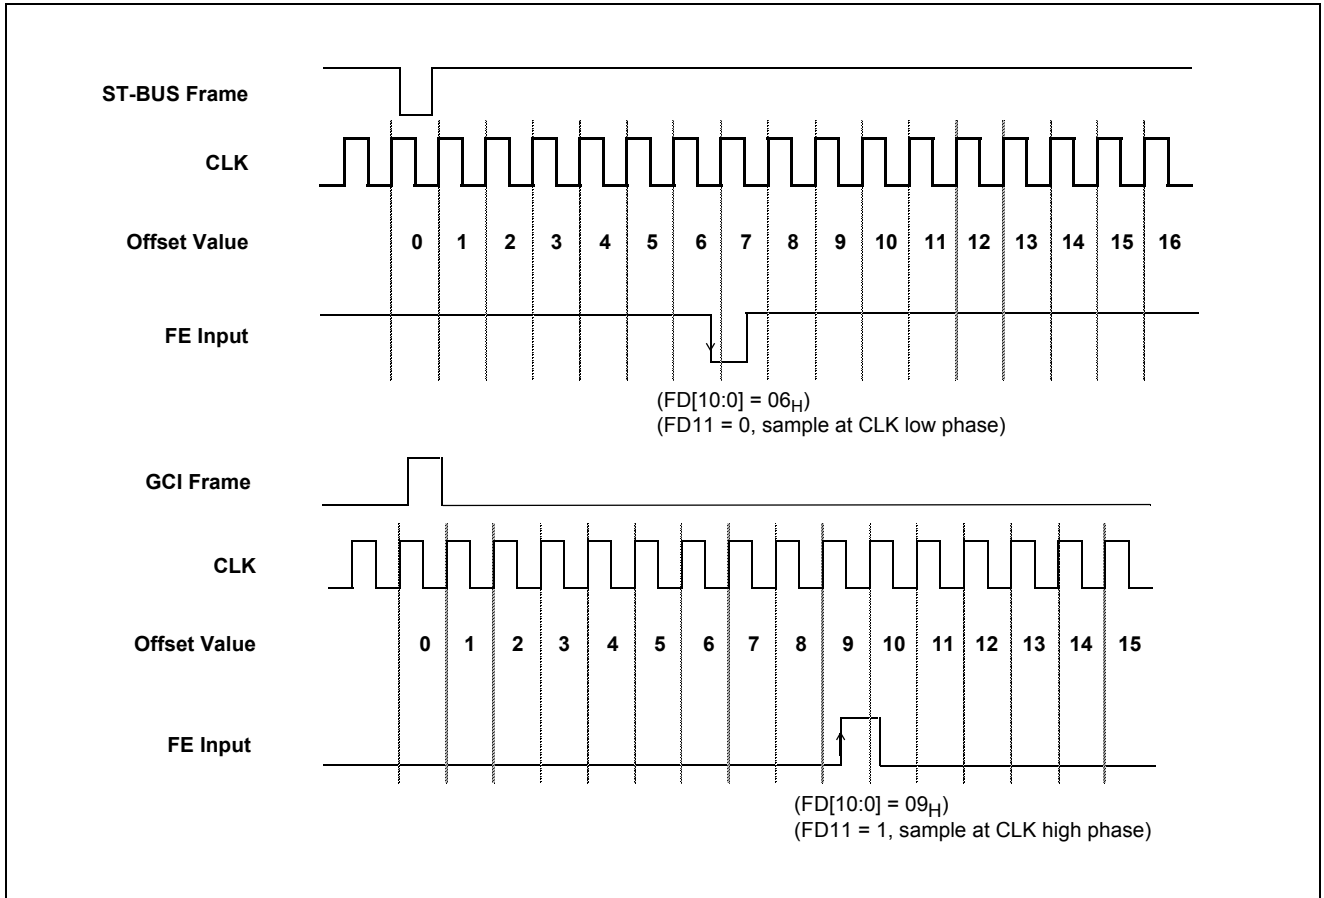 ST-BUS Frame
CLK
Offset Value 0 1 2 3 4 5 6 7 8 9 10 11 12 13 14 15 16
FE Input
(FD[10:0] = 06H)
(FD11 = 0, sample at CLK low phase)
GCI Frame
CLK
Offset Value 0 1 2 3 4 5 6 7 8 9 10 11 12 13 14 15
FE Input
(FD[10:0] = 09H)
(FD11 = 1, sample at CLK high phase)